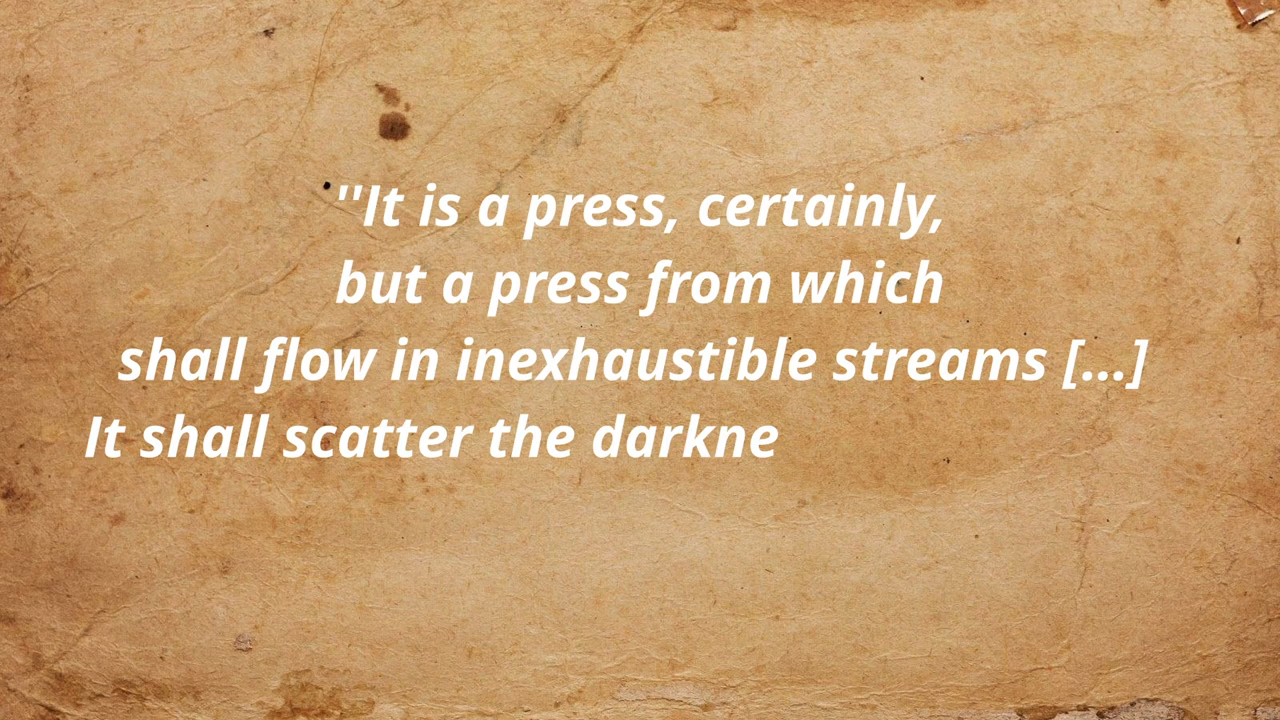 "It is a press, certainly,
but a press from which
shall flow in inexhaustible streams [...]
It shall scatter the darkne